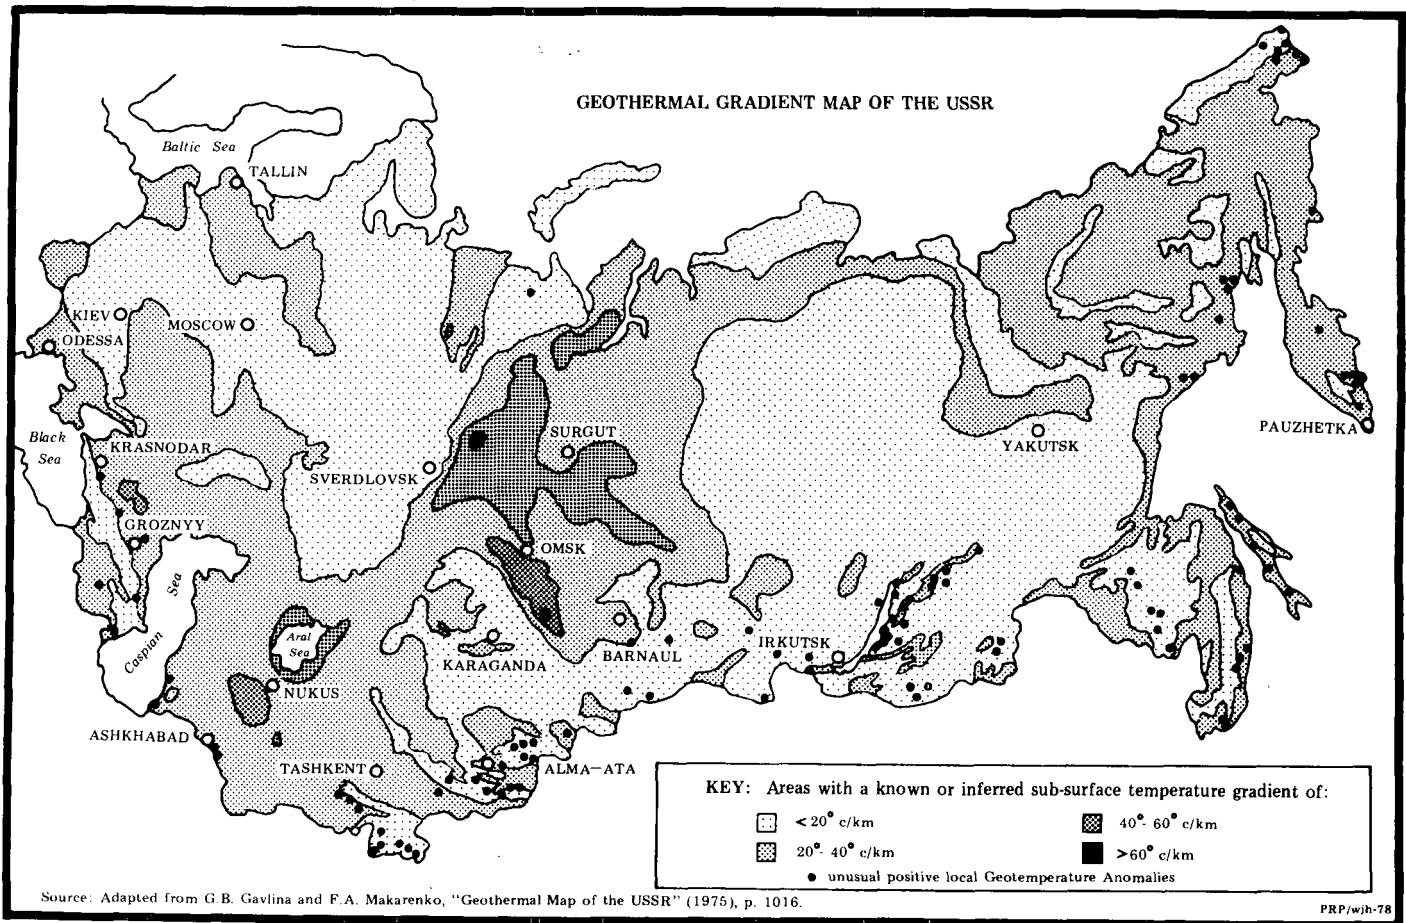 GEOTHERMAL GRADIENT MAP OF THE USSR
Baltic Sea
TALLIN
KIEV
MOSCOW
ODESSA
Black
Sea
KRASNODAR
SVERDLOVSK
SURGUT
YAKUTSK
PAUZHETKA
GROZNYY
OMSK
Caspian Sea
Aral
Sea
KARAGANDA
BARNAUL
IRKUTSK
NUKUS
ASHKHABAD
TASHKENT
ALMA—ATA
KEY: Areas with a known or inferred sub-surface temperature gradient of:
< 20° c/km
40°- 60° c/km
20°- 40° c/km
>60° c/km
• unusual positive local Geotemperature Anomalies
Source: Adapted from G.B. Gavlina and F.A. Makarenko, "Geothermal Map of the USSR" (1975), p. 1016.
PRP/wjh-78